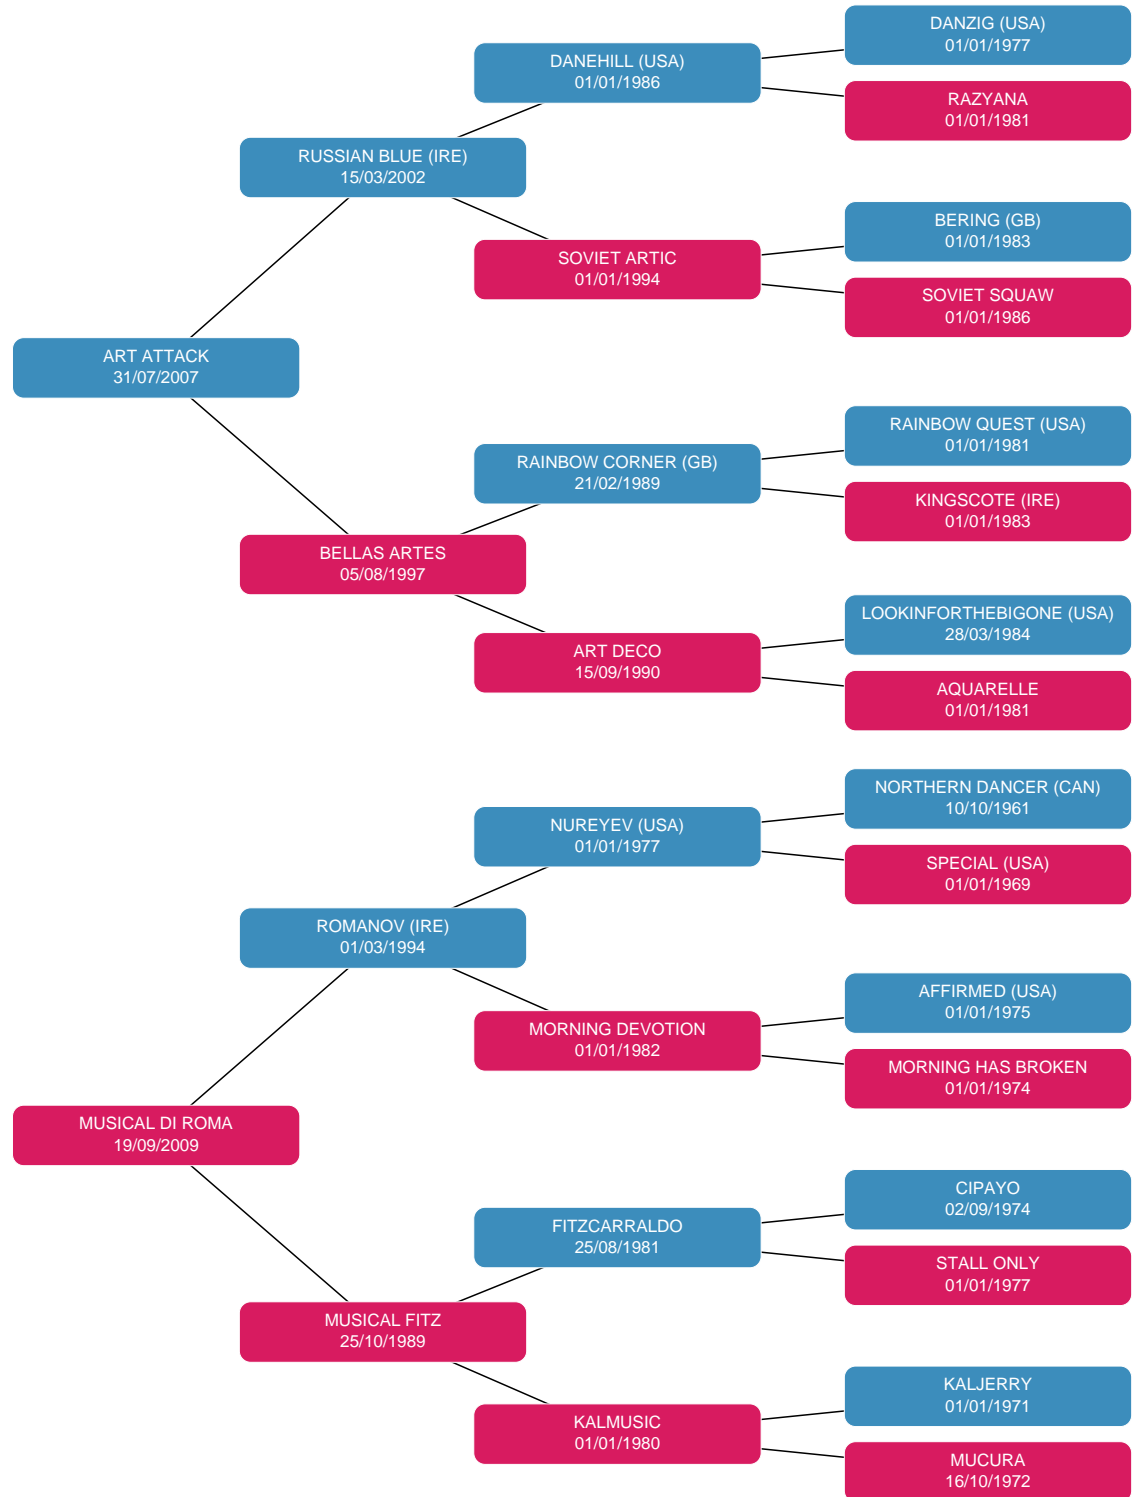 DANZIG (USA)
01/01/1977
DANEHILL (USA)
01/01/1986
RAZYANA
01/01/1981
RUSSIAN BLUE (IRE)
15/03/2002
BERING (GB)
01/01/1983
SOVIET ARTIC
01/01/1994
SOVIET SQUAW
01/01/1986
ART ATTACK
31/07/2007
RAINBOW QUEST (USA)
01/01/1981
RAINBOW CORNER (GB)
21/02/1989
KINGSCOTE (IRE)
01/01/1983
BELLAS ARTES
05/08/1997
LOOKINFORTHEBIGONE (USA)
28/03/1984
ART DECO
15/09/1990
AQUARELLE
01/01/1981
NORTHERN DANCER (CAN)
10/10/1961
NUREYEV (USA)
01/01/1977
SPECIAL (USA)
01/01/1969
ROMANOV (IRE)
01/03/1994
AFFIRMED (USA)
01/01/1975
MORNING DEVOTION
01/01/1982
MORNING HAS BROKEN
01/01/1974
MUSICAL DI ROMA
19/09/2009
CIPAYO
02/09/1974
FITZCARRALDO
25/08/1981
STALL ONLY
01/01/1977
MUSICAL FITZ
25/10/1989
KALJERRY
01/01/1971
KALMUSIC
01/01/1980
MUCURA
16/10/1972